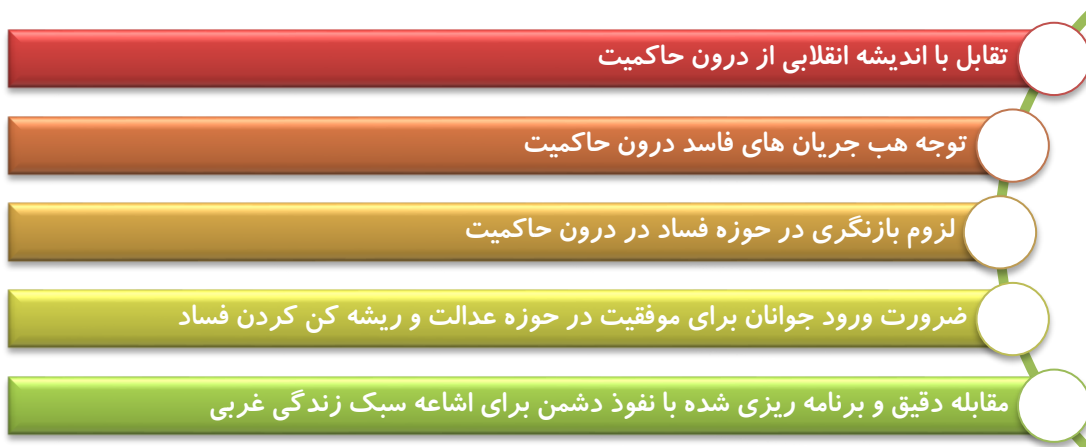 تقابل با اندیشه انقلابی از درون حاکمیت
توجه هب جریان های فاسد درون حاکمیت
لزوم بازنگری در حوزه فساد در درون حاکمیت
ضرورت ورود جوانان برای موفقیت در حوزه عدالت و ریشه کن کردن فساد
مقابله دقیق و برنامه ریزی شده با نفوذ دشمن برای اشاعه سبک زندگی غربی